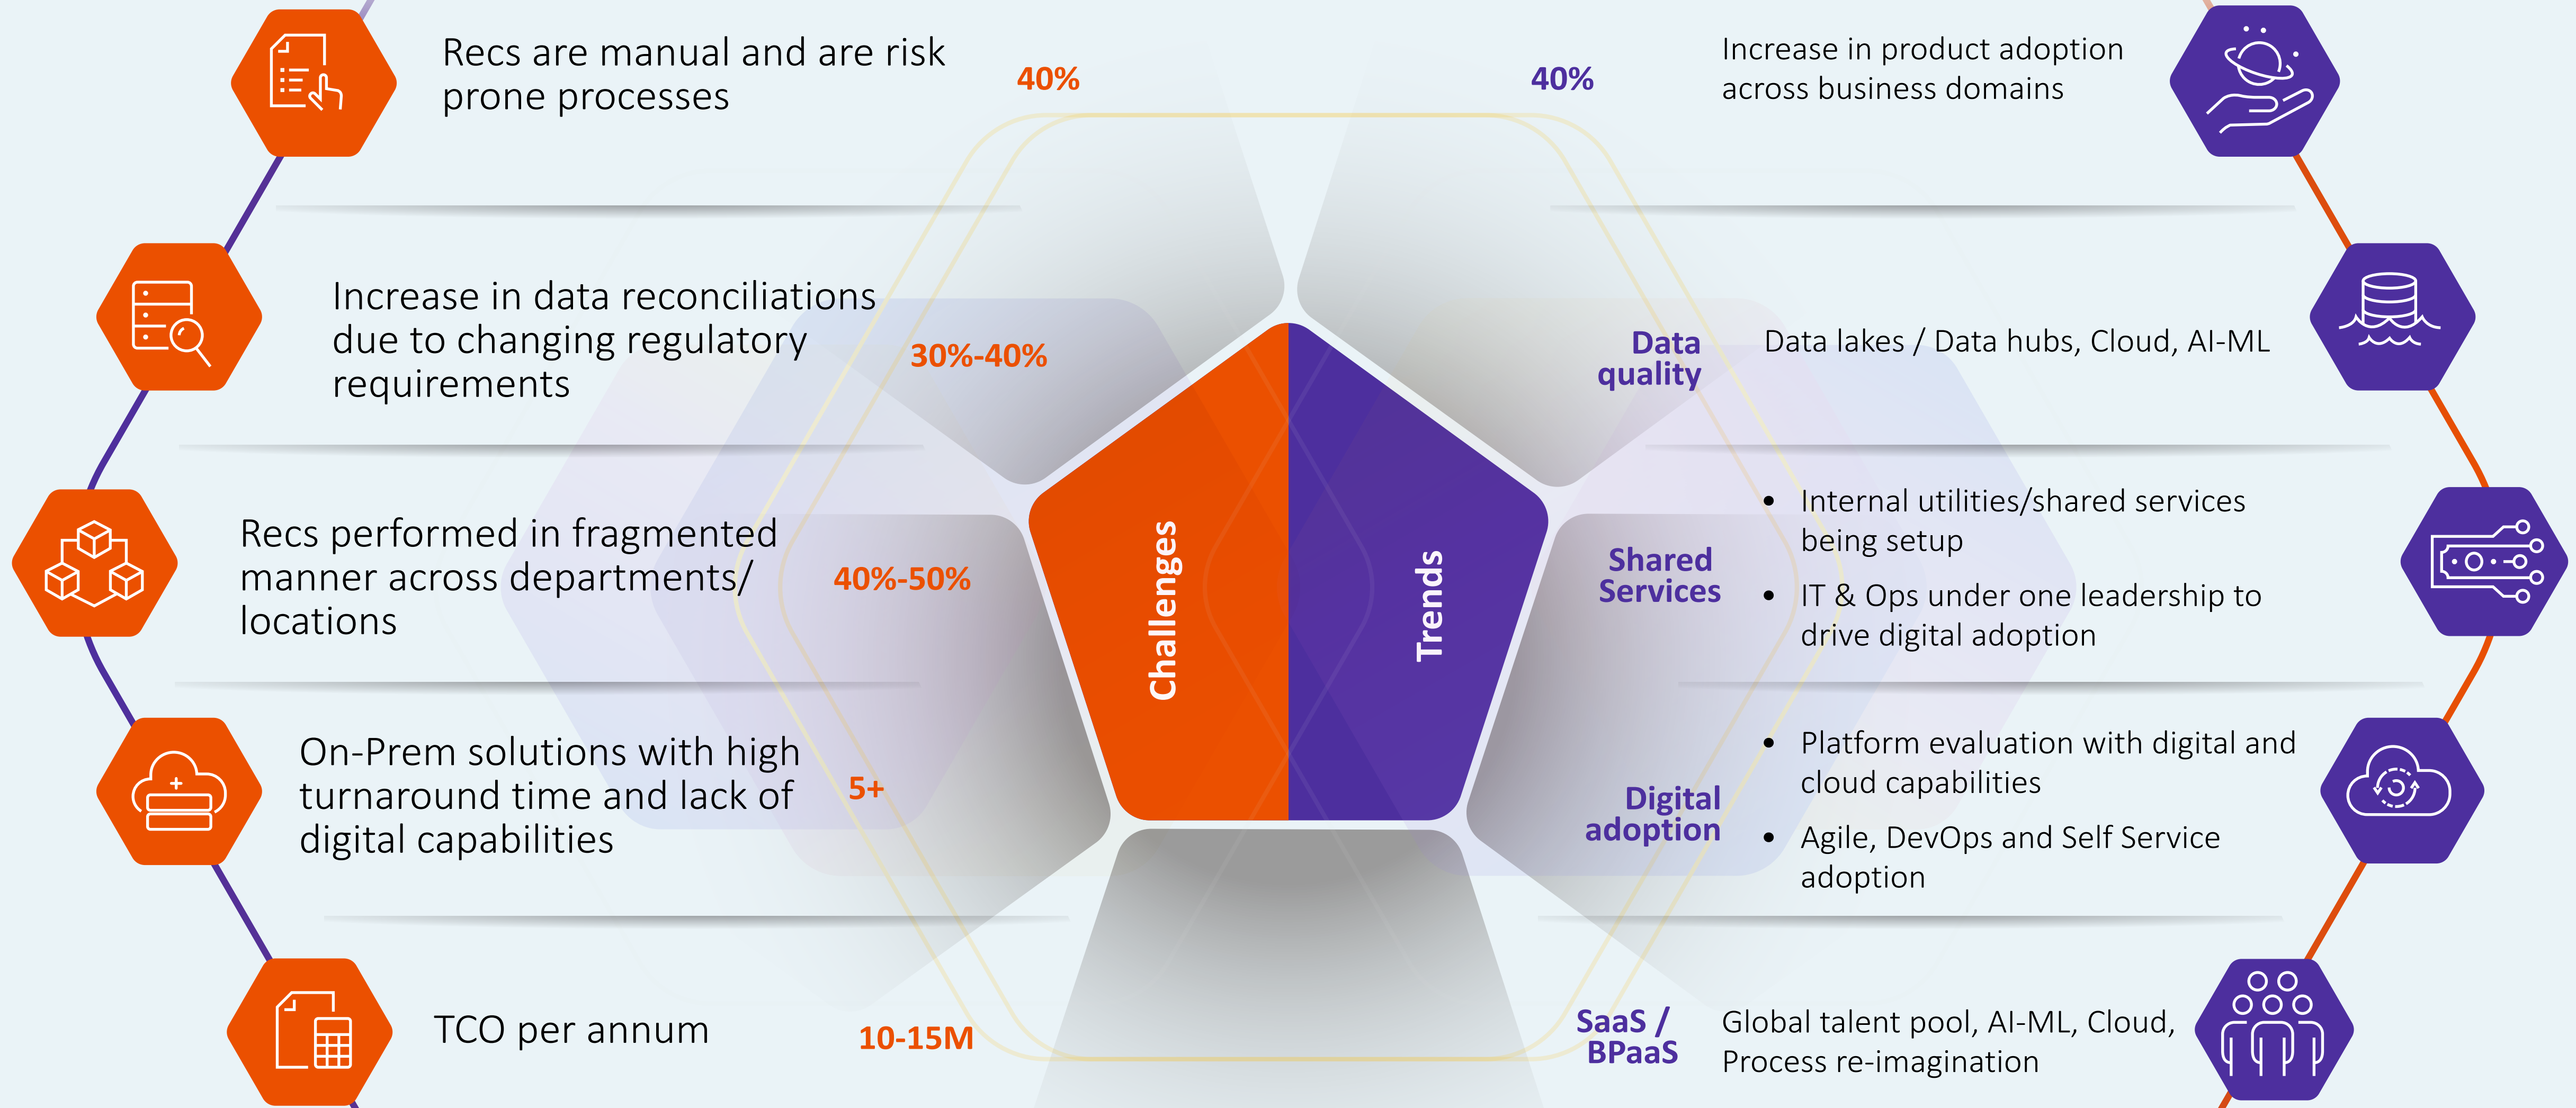 Recs are manual and are risk
prone processes
40%
Increase in data reconciliations
due to changing regulatory
requirements
30%-40%
Recs performed in fragmented
manner across departments/
locations
40%-50%
On-Prem solutions with high
turnaround time and lack of
digital capabilities
5+
TCO per annum
10-15M
Challenges
Trends
40%
Increase in product adoption
across business domains
Data
quality
Data lakes / Data hubs, Cloud, AI-ML
Shared
Services
• Internal utilities/shared services
being setup
• IT & Ops under one leadership to
drive digital adoption
Digital
adoption
• Platform evaluation with digital and
cloud capabilities
• Agile, DevOps and Self Service
adoption
SaaS /
BPaaS
Global talent pool, AI-ML, Cloud,
Process re-imagination